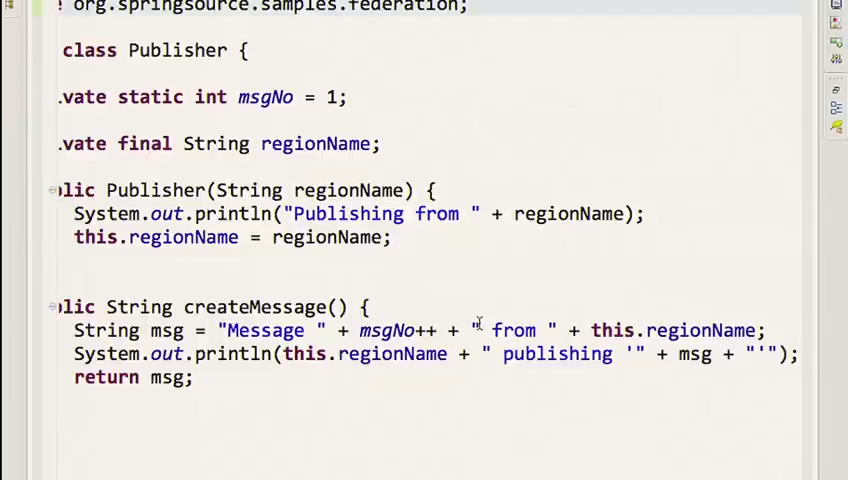 org.springsource.samples.federation;
class Publisher {
vate static int msgNo = 1;
vate final String regionName;
blic Publisher(String regionName) {
System.out.println("Publishing from " + regionName);
this.regionName = regionName;
blic String createMessage() {
String msg = "Message " + msgNo++ + " from " + this.regionName;
System.out.println(this.regionName + " publishing '" + msg + "'");
return msg;